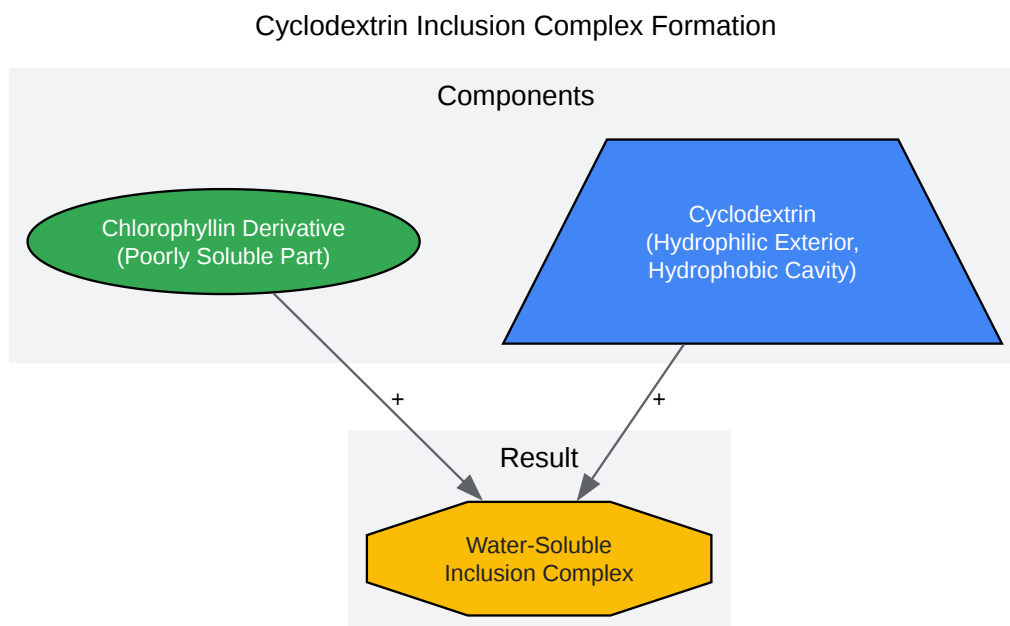 Cyclodextrin Inclusion Complex Formation
Components
Chlorophyllin Derivative
(Poorly Soluble Part)
Cyclodextrin
(Hydrophilic Exterior,
Hydrophobic Cavity)
+
+
Result
Water-Soluble
Inclusion Complex